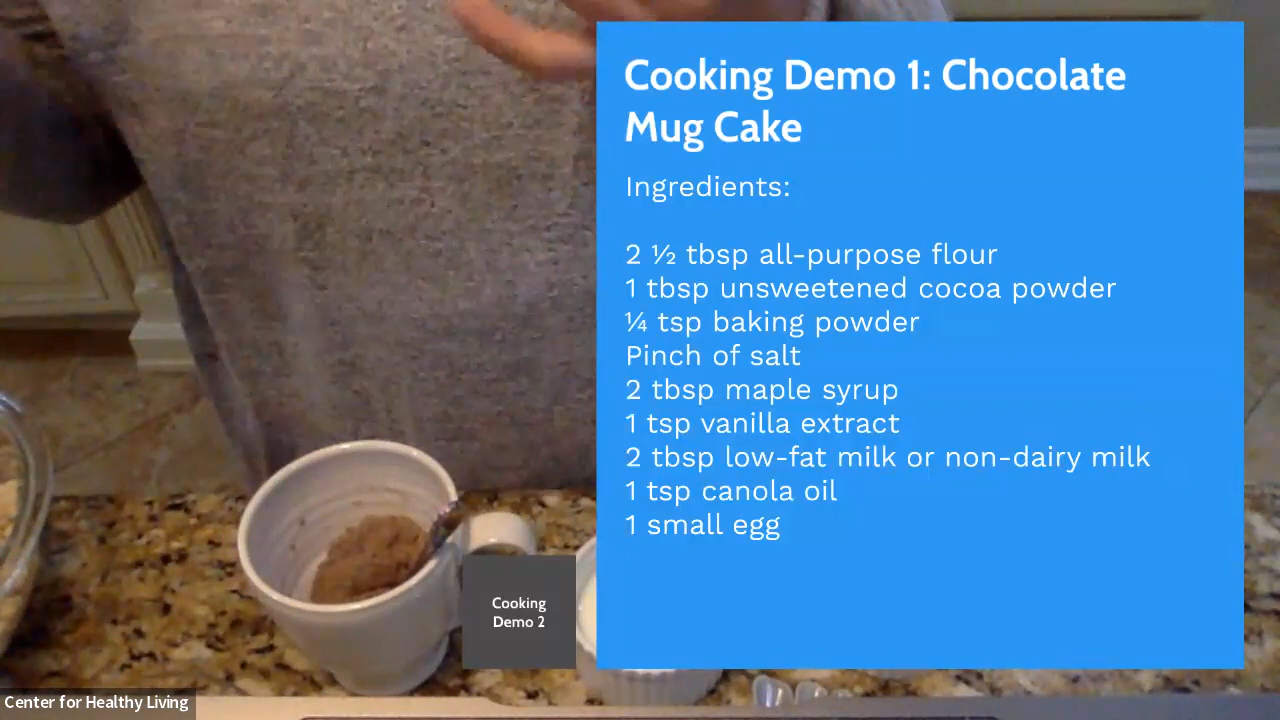 Cooking Demo 1: Chocolate
Mug Cake
Ingredients:
2 ½ tbsp all-purpose flour
1 tbsp unsweetened cocoa powder
¼ tsp baking powder
Pinch of salt
2 tbsp maple syrup
1 tsp vanilla extract
2 tbsp low-fat milk or non-dairy milk
1 tsp canola oil
1 small egg
Cooking
Demo 2
Center for Healthy Living